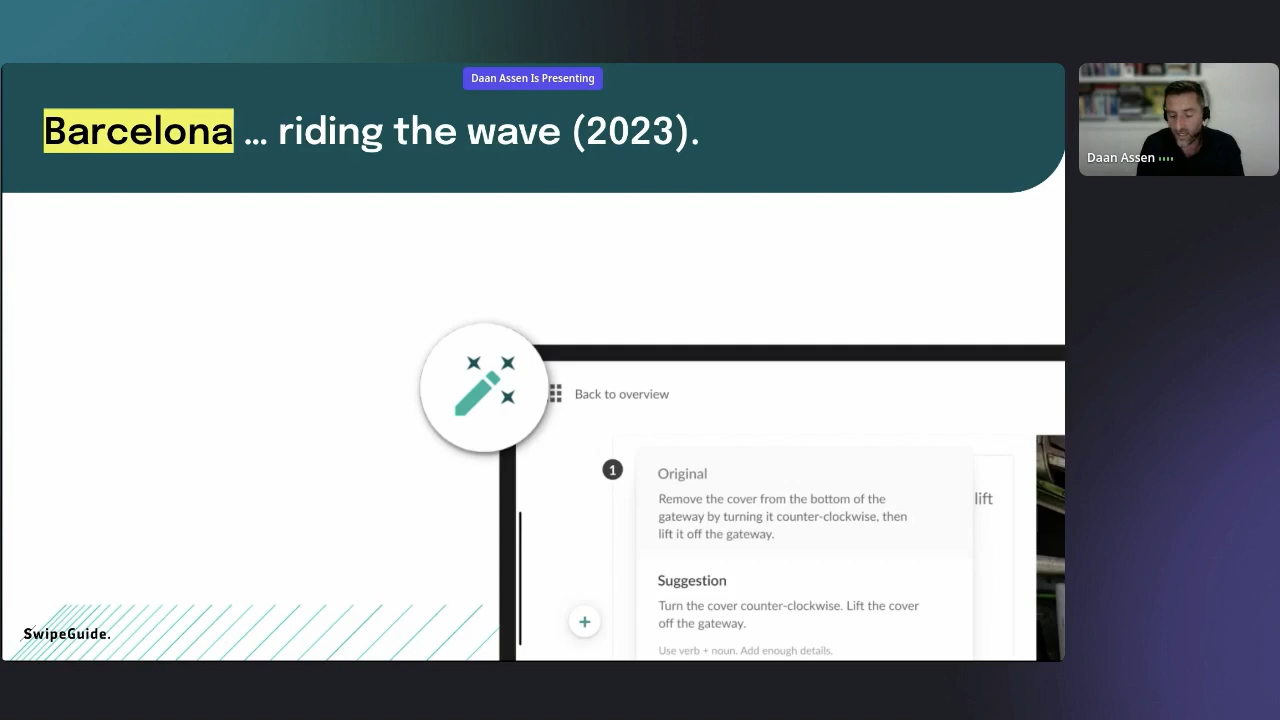 Daan Assen Is Presenting
Barcelona ... riding the wave (2023).
Daan Assen
Back to overview
1
Original
Remove the cover from the bottom of the
gateway by turning it counter-clockwise, then
lift it off the gateway.
lift
Suggestion
Turn the cover counter-clockwise. Lift the cover
off the gateway.
Use verb + noun. Add enough details.
SwipeGuide.